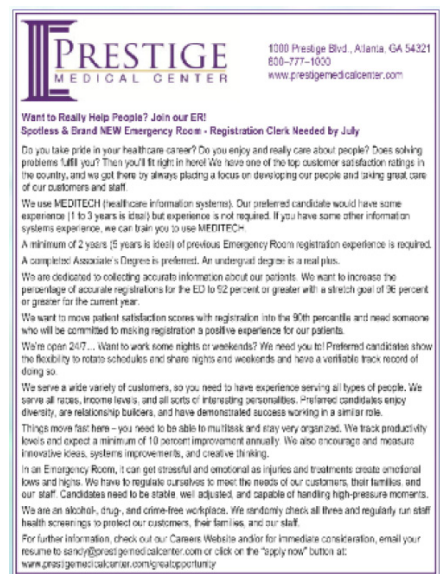 PRESTIGE
MEDICAL CENTER
1000 Prestige Blvd., Atlanta, GA 54321
800–777–1000
www.prestigemedicalcenter.com
Want to Really Help People? Join our ER!
Spotless & Brand NEW Emergency Room - Registration Clerk Needed by July
Do you take pride in your healthcare career? Do you enjoy and really care about people? Does solving
problems fulfill you? Then you'll fit right in here! We have one of the top customer satisfaction ratings in
the country, and we got there by always placing a focus on developing our people and taking great care
of our customers and staff.
We use MEDITECH (healthcare information systems). Our preferred candidate would have some
experience (1 to 3 years is ideal) but experience is not required. If you have some other information
systems experience, we can train you to use MEDITECH.
A minimum of 2 years (5 years is ideal) of previous Emergency Room registration experience is required.
A completed Associate's Degree is preferred. An undergrad degree is a real plus.
We are dedicated to collecting accurate information about our patients. We want to increase the
percentage of accurate registrations for the ED to 92 percent or greater with a stretch goal of 96 percent
or greater for the current year.
We want to move patient satisfaction scores with registration into the 90th percentile and need someone
who will be committed to making registration a positive experience for our patients.
We're open 24/7… Want to work some nights or weekends? We need you to! Preferred candidates show
the flexibility to rotate schedules and share nights and weekends and have a verifiable track record of
doing so.
We serve a wide variety of customers, so you need to have experience serving all types of people. We
serve all races, income levels, and all sorts of interesting personalities. Preferred candidates enjoy
diversity, are relationship builders, and have demonstrated success working in a similar role.
Things move fast here – you need to be able to multitask and stay very organized. We track productivity
levels and expect a minimum of 10 percent improvement annually. We also encourage and measure
innovative ideas, systems improvements, and creative thinking.
In an Emergency Room, it can get stressful and emotional as injuries and treatments create emotional
lows and highs. We have to regulate ourselves to meet the needs of our customers, their families, and
our staff. Candidates need to be stable, well adjusted, and capable of handling high-pressure moments.
We are an alcohol-, drug-, and crime-free workplace. We randomly check all three and regularly run staff
health screenings to protect our customers, their families, and our staff.
For further information, check out our Careers Website and/or for immediate consideration, email your
resume to sandy@prestigemedicalcenter.com or click on the "apply now" button at:
www.prestigemedicalcenter.com/greatopportunity